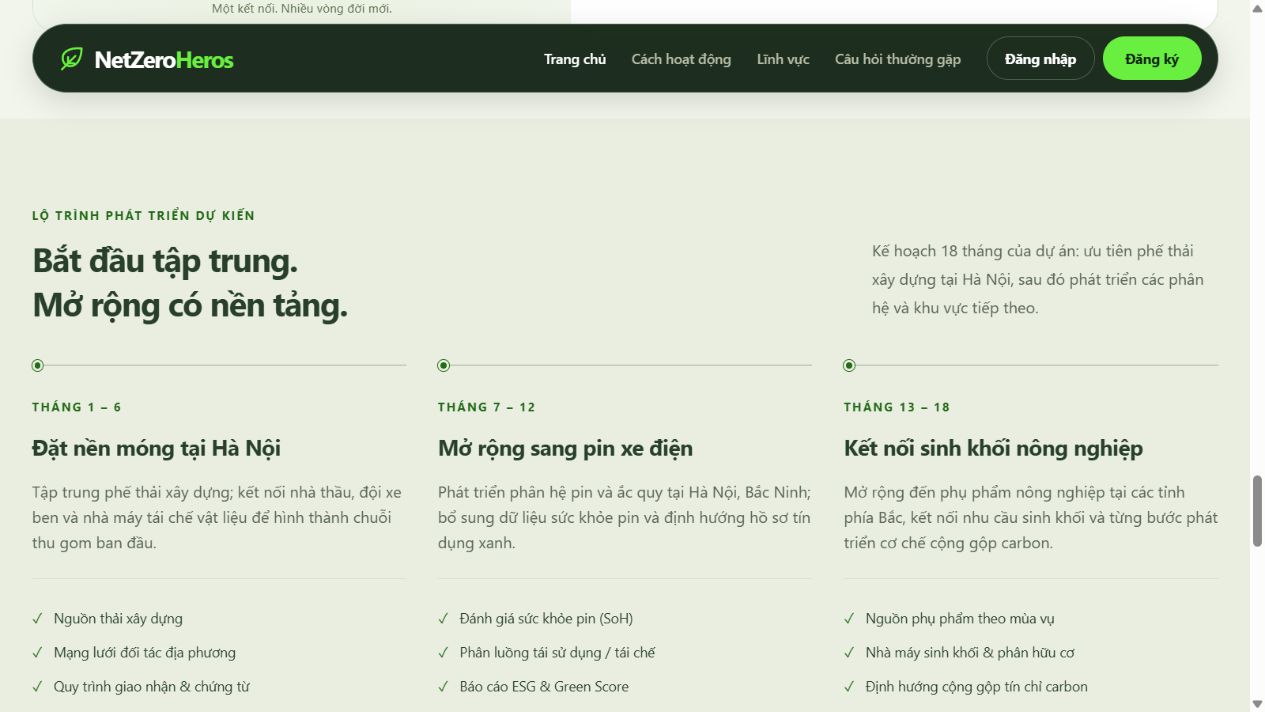 Một kết nối. Nhiều vòng đời mới.
NetZeroHeros
Trang chủ
Cách hoạt động
Lĩnh vực
Câu hỏi thường gặp
Đăng nhập
Đăng ký
LỘ TRÌNH PHÁT TRIỂN DỰ KIẾN
Bắt đầu tập trung.
Mở rộng có nền tảng.
Kế hoạch 18 tháng của dự án: ưu tiên phế thải
xây dựng tại Hà Nội, sau đó phát triển các phân
hệ và khu vực tiếp theo.
THÁNG 1 – 6
Đặt nền móng tại Hà Nội
Tập trung phế thải xây dựng; kết nối nhà thầu, đội xe
ben và nhà máy tái chế vật liệu để hình thành chuỗi
thu gom ban đầu.
✓ Nguồn thải xây dựng
✓ Mạng lưới đối tác địa phương
✓ Quy trình giao nhận & chứng từ
THÁNG 7 – 12
Mở rộng sang pin xe điện
Phát triển phân hệ pin và ắc quy tại Hà Nội, Bắc Ninh;
bổ sung dữ liệu sức khỏe pin và định hướng hồ sơ tín
dụng xanh.
✓ Đánh giá sức khỏe pin (SoH)
✓ Phân luồng tái sử dụng / tái chế
✓ Báo cáo ESG & Green Score
THÁNG 13 – 18
Kết nối sinh khối nông nghiệp
Mở rộng đến phụ phẩm nông nghiệp tại các tỉnh
phía Bắc, kết nối nhu cầu sinh khối và từng bước phát
triển cơ chế cộng gộp carbon.
✓ Nguồn phụ phẩm theo mùa vụ
✓ Nhà máy sinh khối & phân hữu cơ
✓ Định hướng cộng gộp tín chỉ carbon